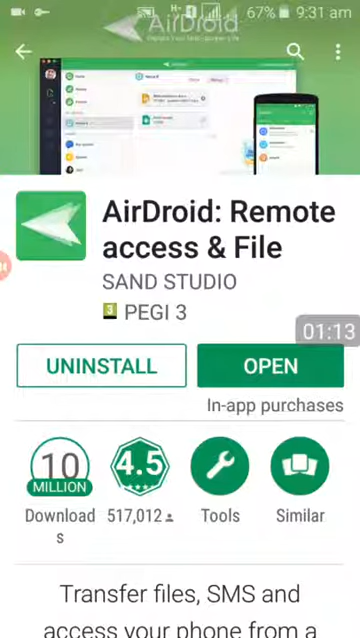 67% 9:31 am
AirDroid
AirDroid: Remote
access & File
SAND STUDIO
3 PEGI 3
01:13
UNINSTALL
OPEN
In-app purchases
10
MILLION
4.5
Download
s
517,012
Tools
Similar
Transfer files, SMS and
access your phone from a